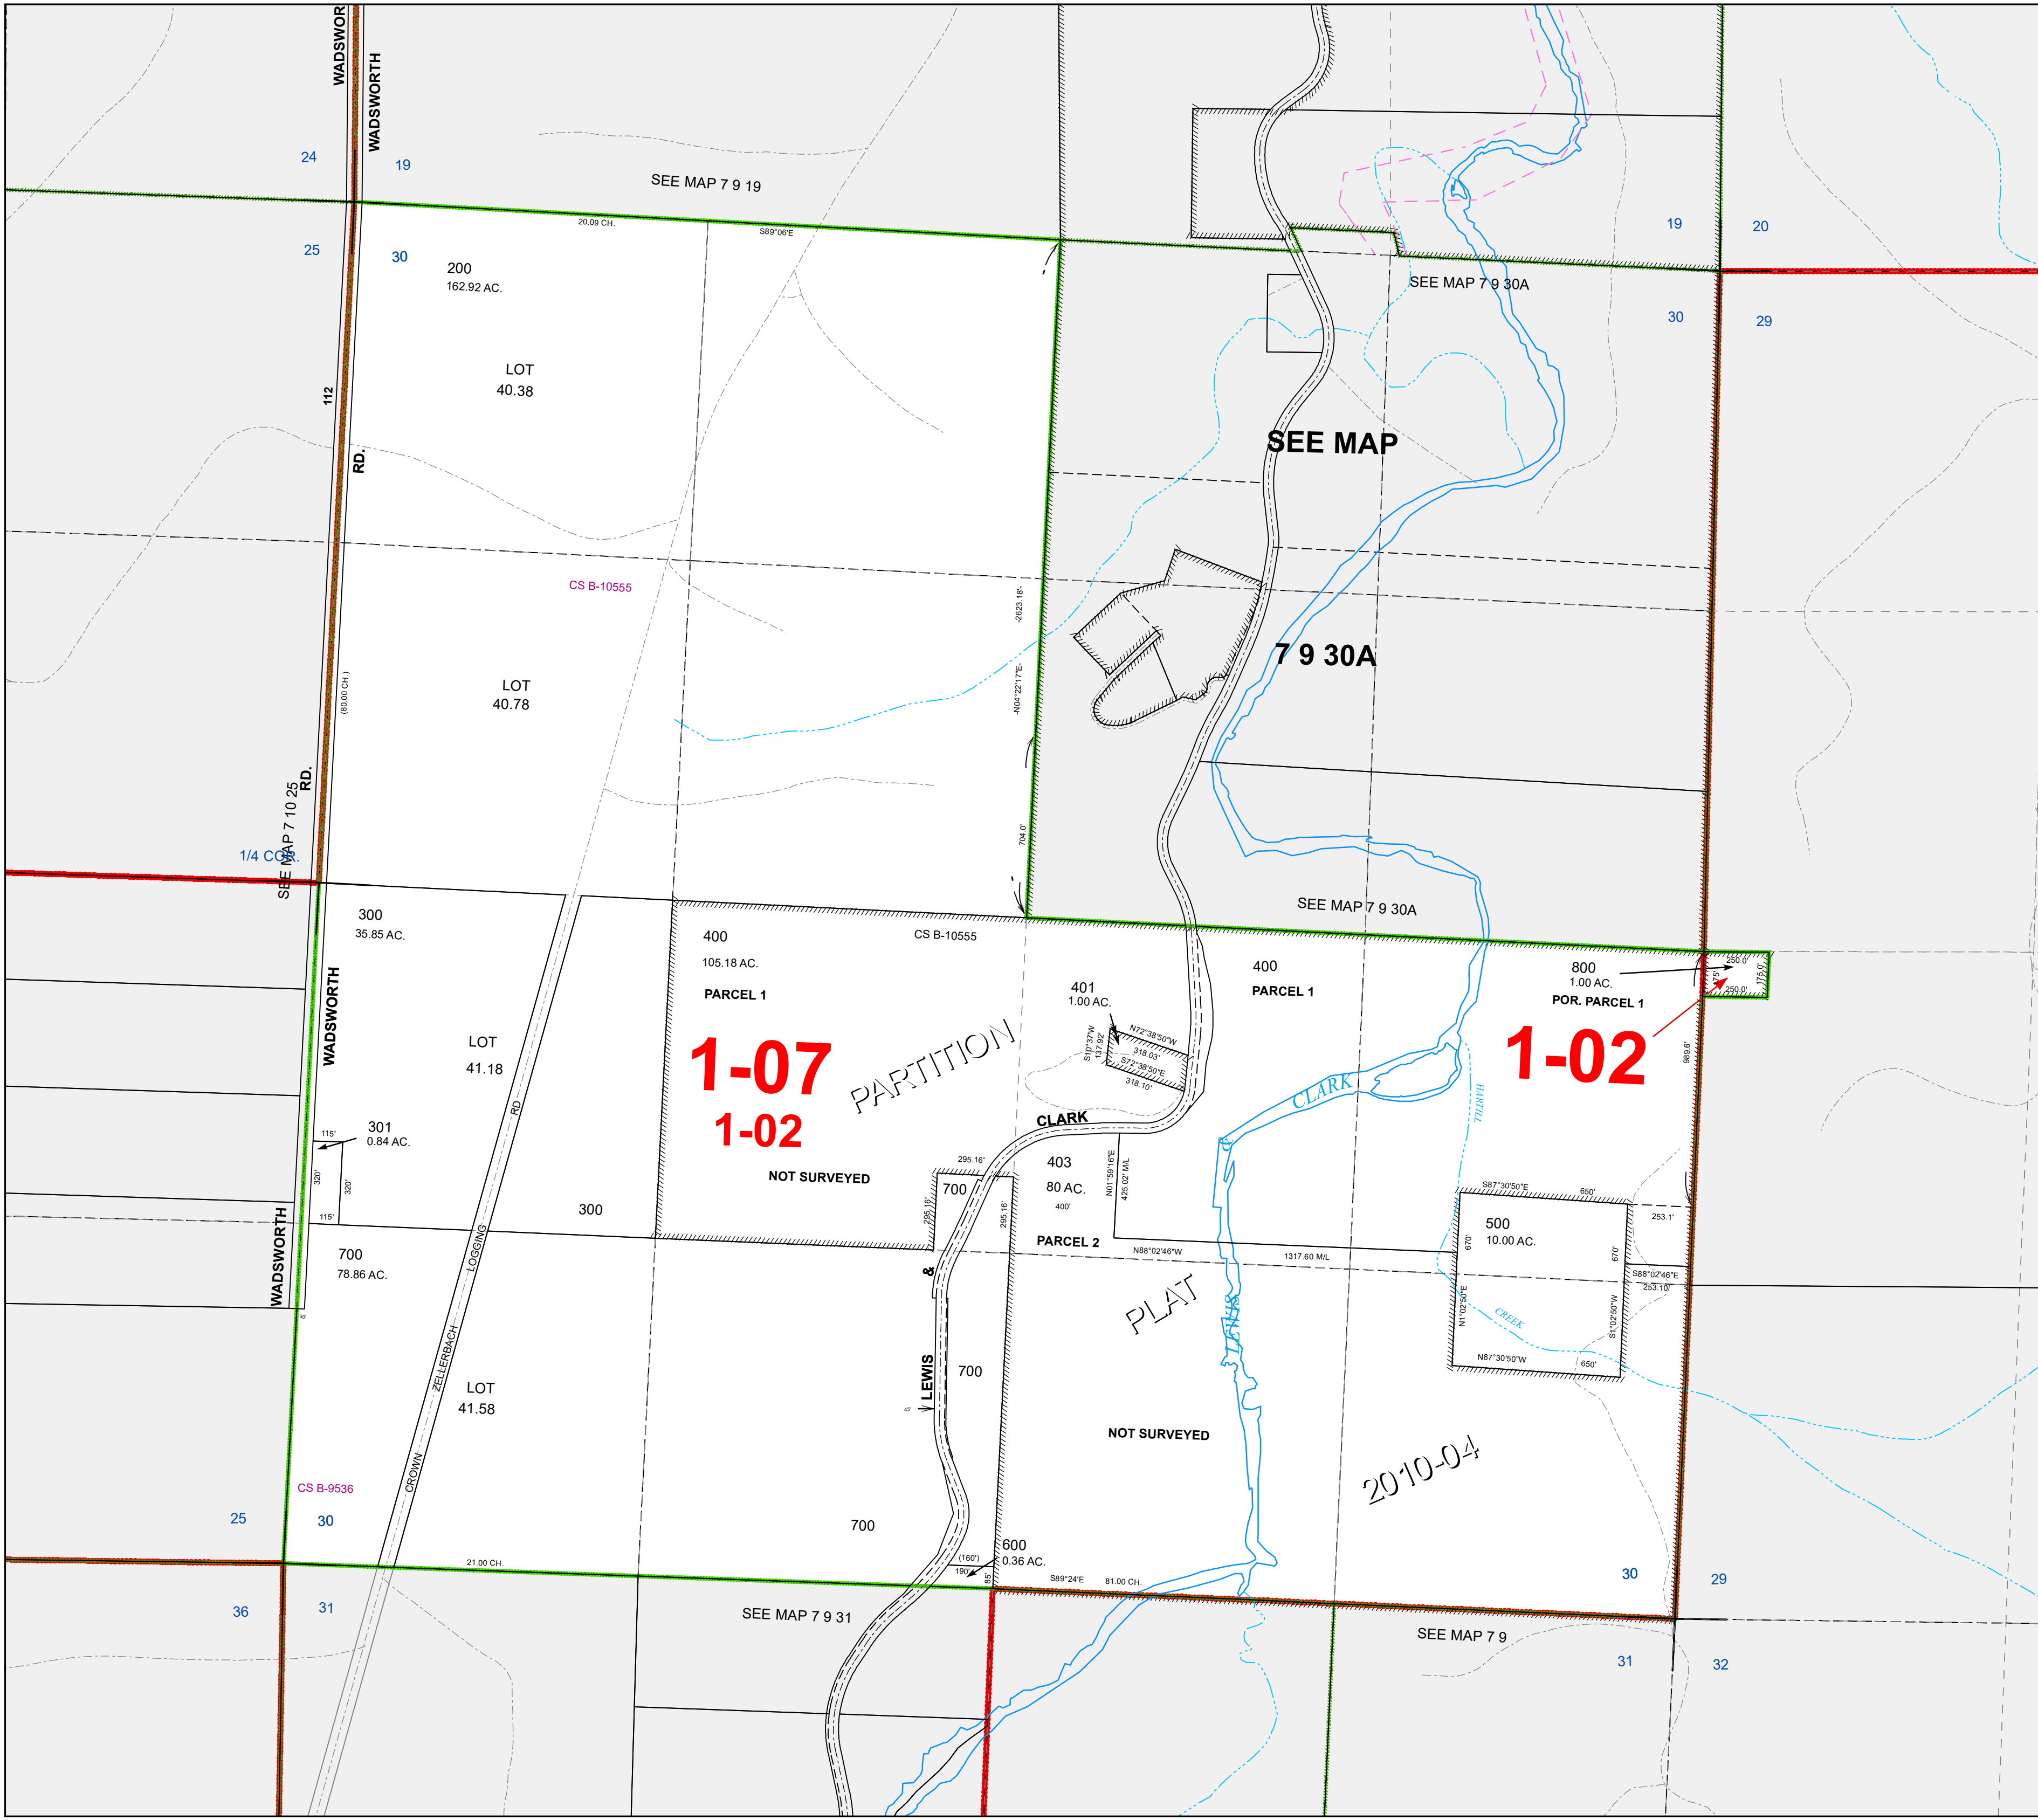 WADSWOR
WADSWORTH
24
19
SEE MAP 7 9 19
20.09 CH.
S89°06'E
19
20
25
30
200
162.92 AC.
SEE MAP 7 9 30A
30
29
LOT
40.38
112
RD.
SEE MAP
CS B-10555
-2623.18'-
7 9 30A
LOT
40.78
(80.00 CH.)
-N04°22'17"E-
RD.
SEE MAP 7 10 25
704.0'
1/4 COR.
SEE MAP 7 9 30A
300
35.85 AC.
400
105.18 AC.
CS B-10555
PARCEL 1
400
PARCEL 1
800
1.00 AC.
POR. PARCEL 1
250.0'
175'
175.0'
250.0'
401
1.00 AC.
WADSWORTH
LOT
41.18
1-07
1-02
PARTITION
S10°37'W
137.92'
N72°38'50"W
318.03'
S72°38'50"E
318.10'
1-02
989.6'
CLARK
HARTILL
RD
CLARK
301
0.84 AC.
115'
320'
320'
115'
NOT SURVEYED
295.16'
700
295.16'
295.16'
403
80 AC.
400'
N01°59'16"E
425.02' M/L
300
WADSWORTH
LOGGING
PARCEL 2
N88°02'46"W
1317.60 M/L
S87°30'50"E
650'
253.1'
500
10.00 AC.
670'
670'
S88°02'46"E
253.10'
700
78.86 AC.
&
PLAT
LEWIS
N1°02'50"E
S1°02'50"W
CREEK
N87°30'50"W
650'
ZELLERBACH
LEWIS
700
45'
LOT
41.58
NOT SURVEYED
2010-04
CROWN
CS B-9536
25
30
700
600
0.36 AC.
(160')
190'
85'
21.00 CH.
S89°24'E
81.00 CH.
30
29
36
31
SEE MAP 7 9 31
SEE MAP 7 9
31
32